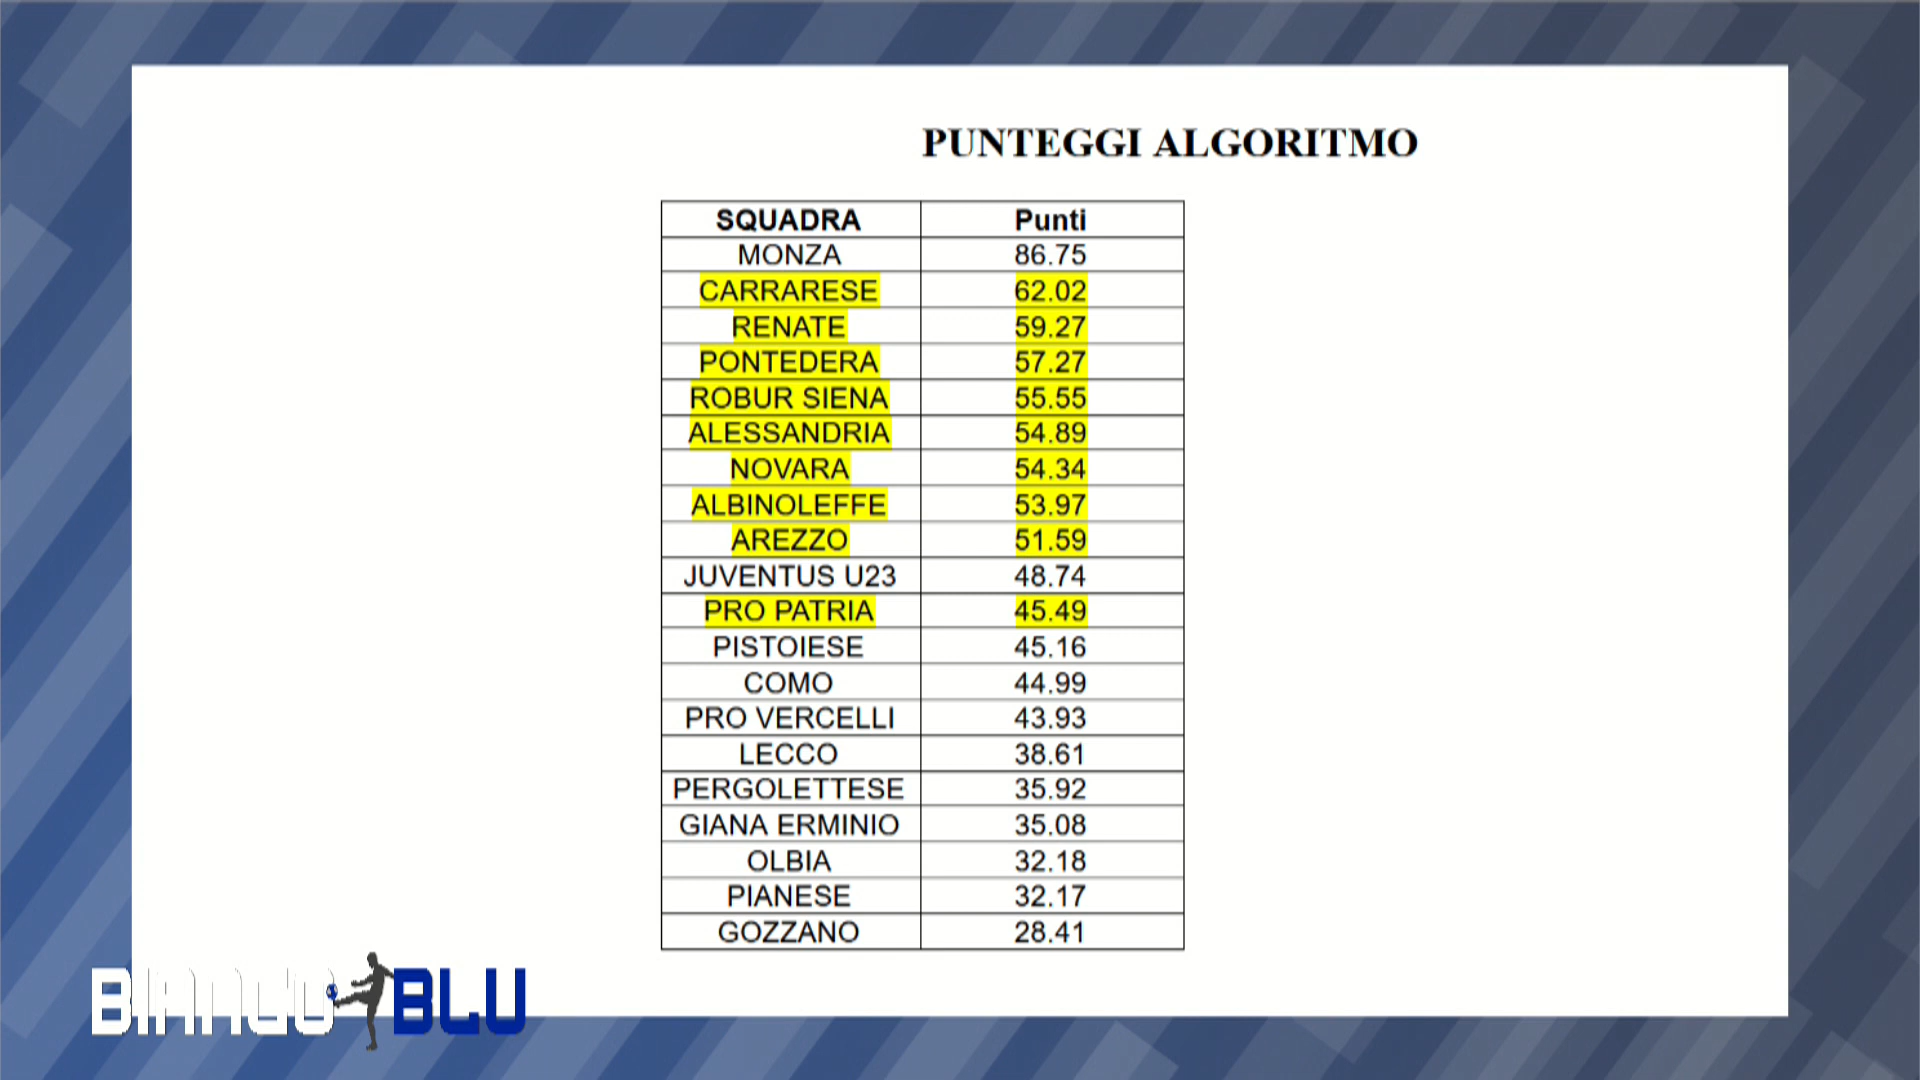 PUNTEGGI ALGORITMO
SQUADRA Punti
MONZA 86.75
CARRARESE 62.02
RENATE 59.27
PONTEDERA 57.27
ROBUR SIENA 55.55
ALESSANDRIA 54.89
NOVARA 54.34
ALBINOLEFFE 53.97
AREZZO 51.59
JUVENTUS U23 48.74
PRO PATRIA 45.49
PISTOIESE 45.16
COMO 44.99
PRO VERCELLI 43.93
LECCO 38.61
PERGOLETTESE 35.92
GIANA ERMINIO 35.08
OLBIA 32.18
PIANESE 32.17
GOZZANO 28.41
BIANCO BLU